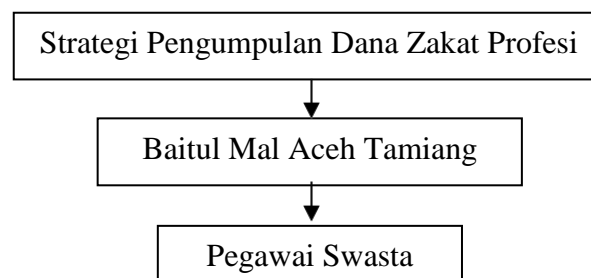 Strategi Pengumpulan Dana Zakat Profesi
Baitul Mal Aceh Tamiang
Pegawai Swasta